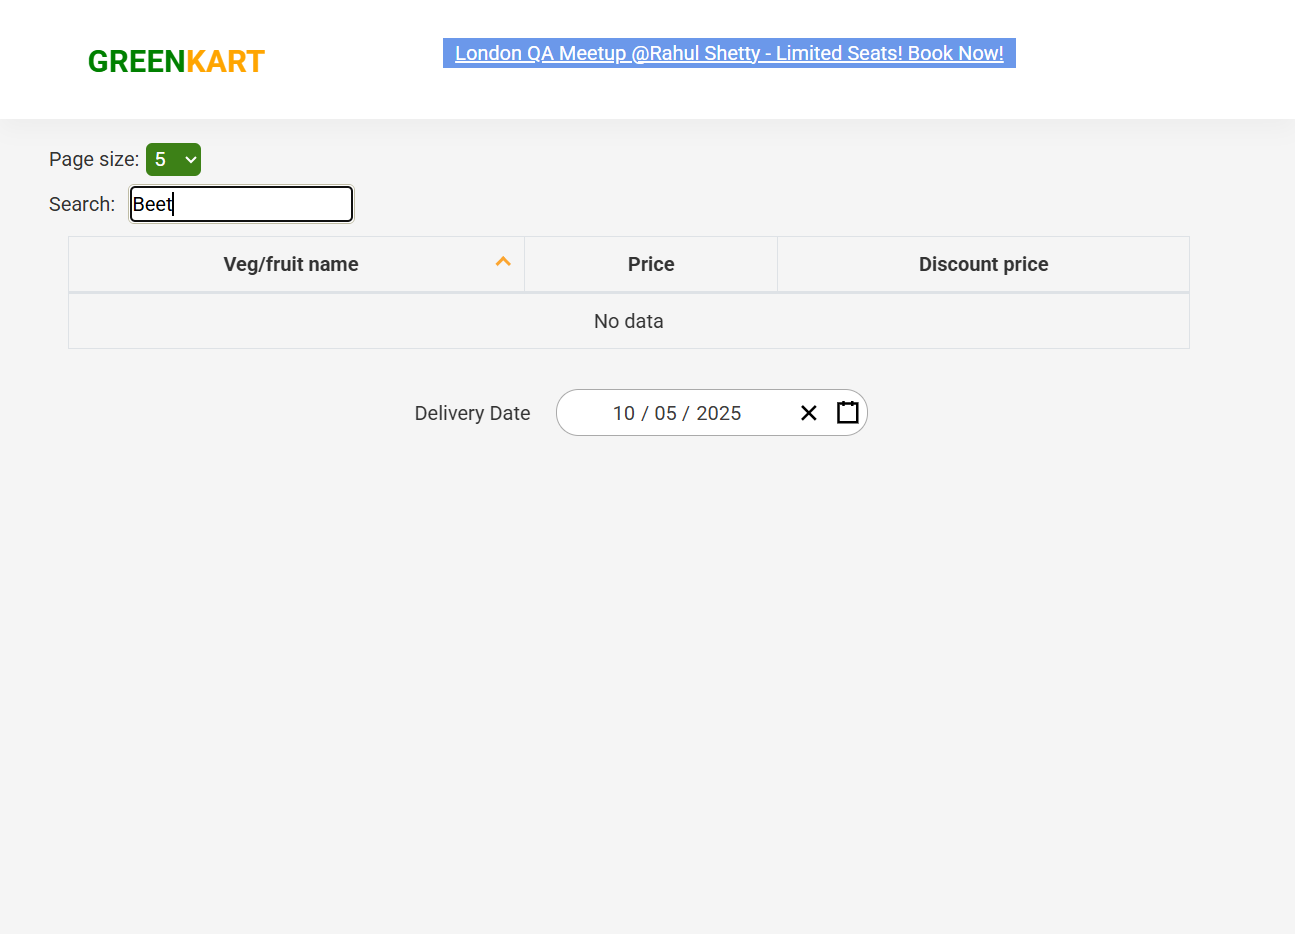 GREENKART
London QA Meetup @Rahul Shetty - Limited Seats! Book Now!
Page size: 5
Search: Beet
Veg/fruit name Price Discount price
No data
Delivery Date 10 / 05 / 2025